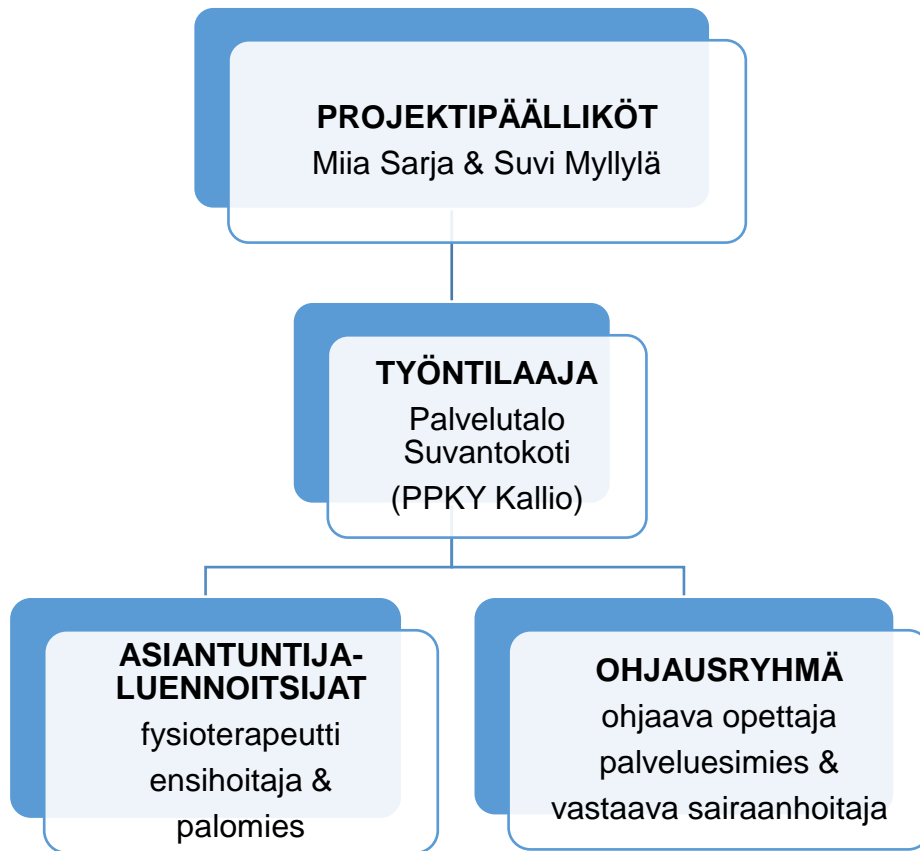 PROJEKTIPÄÄLLIKÖT
Miia Sarja & Suvi Myllylä
TYÖNTILAAJA
Palvelutalo
Suvantokoti
(PPKY Kallio)
ASIANTUNTIJA-
LUENNOITSIJAT
fysioterapeutti
ensihoitaja &
palomies
OHJAUSRYHMÄ
ohjaava opettaja
palveluesimies &
vastaava sairaanhoitaja